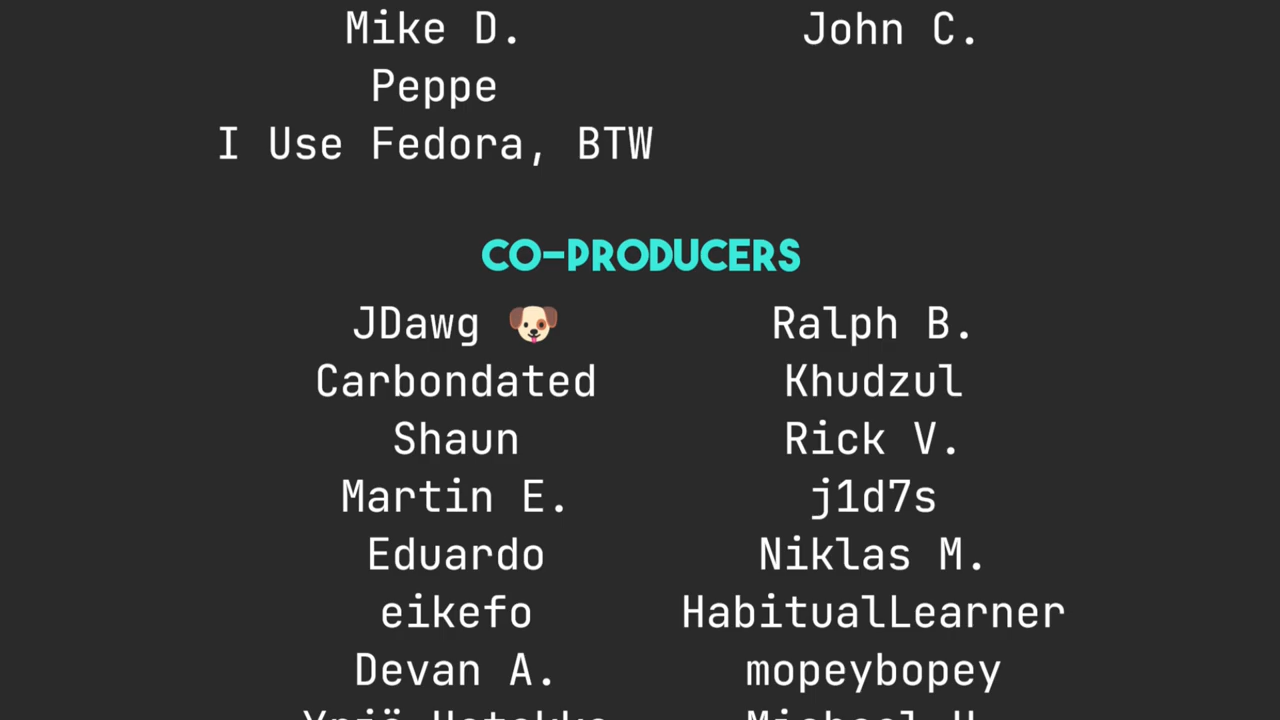 Mike D. John C.
Peppe
I Use Fedora, BTW
CO-PRODUCERS
JDawg 🐶 Ralph B.
Carbondated Khudzul
Shaun Rick V.
Martin E. j1d7s
Eduardo Niklas M.
eikefo HabitualLearner
Devan A. mopeybopey